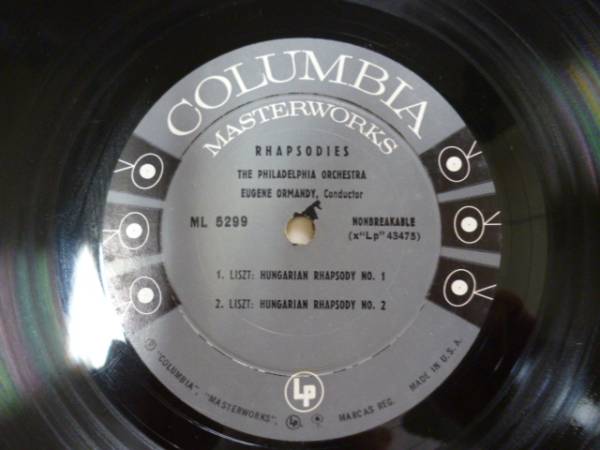 COLUMBIA
MASTERWORKS
RHAPSODIES
THE PHILADELPHIA ORCHESTRA
EUGENE ORMANDY, Conductor
ML 5299
NONBREAKABLE
(x"Lp" 43475)
1. LISZT: HUNGARIAN RHAPSODY NO. 1
2. LISZT: HUNGARIAN RHAPSODY NO. 2
LP
Ⓟ "COLUMBIA", "MASTERWORKS", LP MARCAS REG. MADE IN U.S.A.